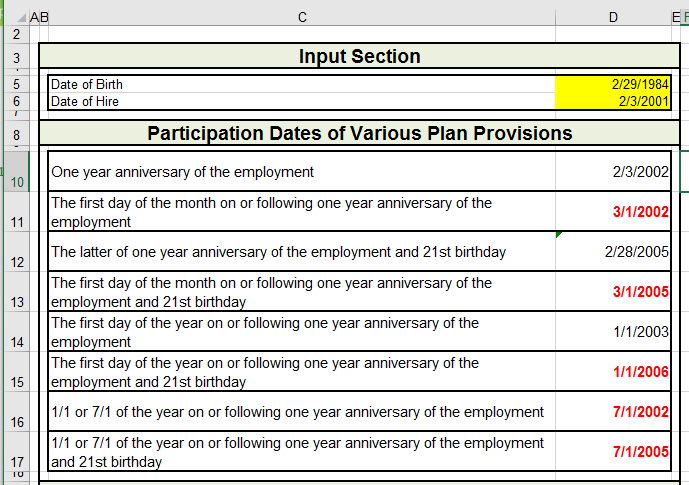 A B C D E F
2
3 Input Section
5 Date of Birth 2/29/1984
6 Date of Hire 2/3/2001
7
8 Participation Dates of Various Plan Provisions
10 One year anniversary of the employment 2/3/2002
11 The first day of the month on or following one year anniversary of the
employment 3/1/2002
12 The latter of one year anniversary of the employment and 21st birthday 2/28/2005
13 The first day of the month on or following one year anniversary of the
employment and 21st birthday 3/1/2005
14 The first day of the year on or following one year anniversary of the
employment 1/1/2003
15 The first day of the year on or following one year anniversary of the
employment and 21st birthday 1/1/2006
16 1/1 or 7/1 of the year on or following one year anniversary of the employment 7/1/2002
17 1/1 or 7/1 of the year on or following one year anniversary of the employment
and 21st birthday 7/1/2005
18